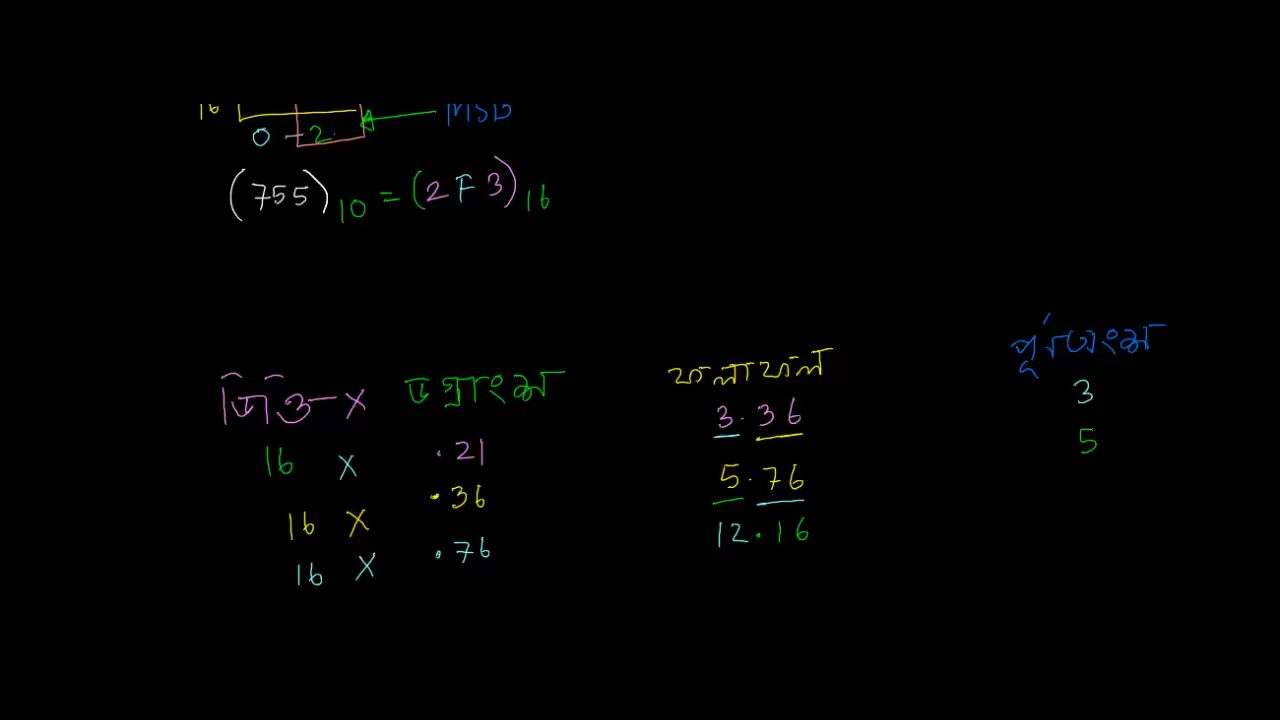 16
MSD
0 - 2
(755)10 = (2F3)16
ভিত্তি × ভগ্নাংশ ফলাফল পূর্ণাংশ
16 × .21 3.36 3
16 × .36 5.76 5
16 × .76 12.16